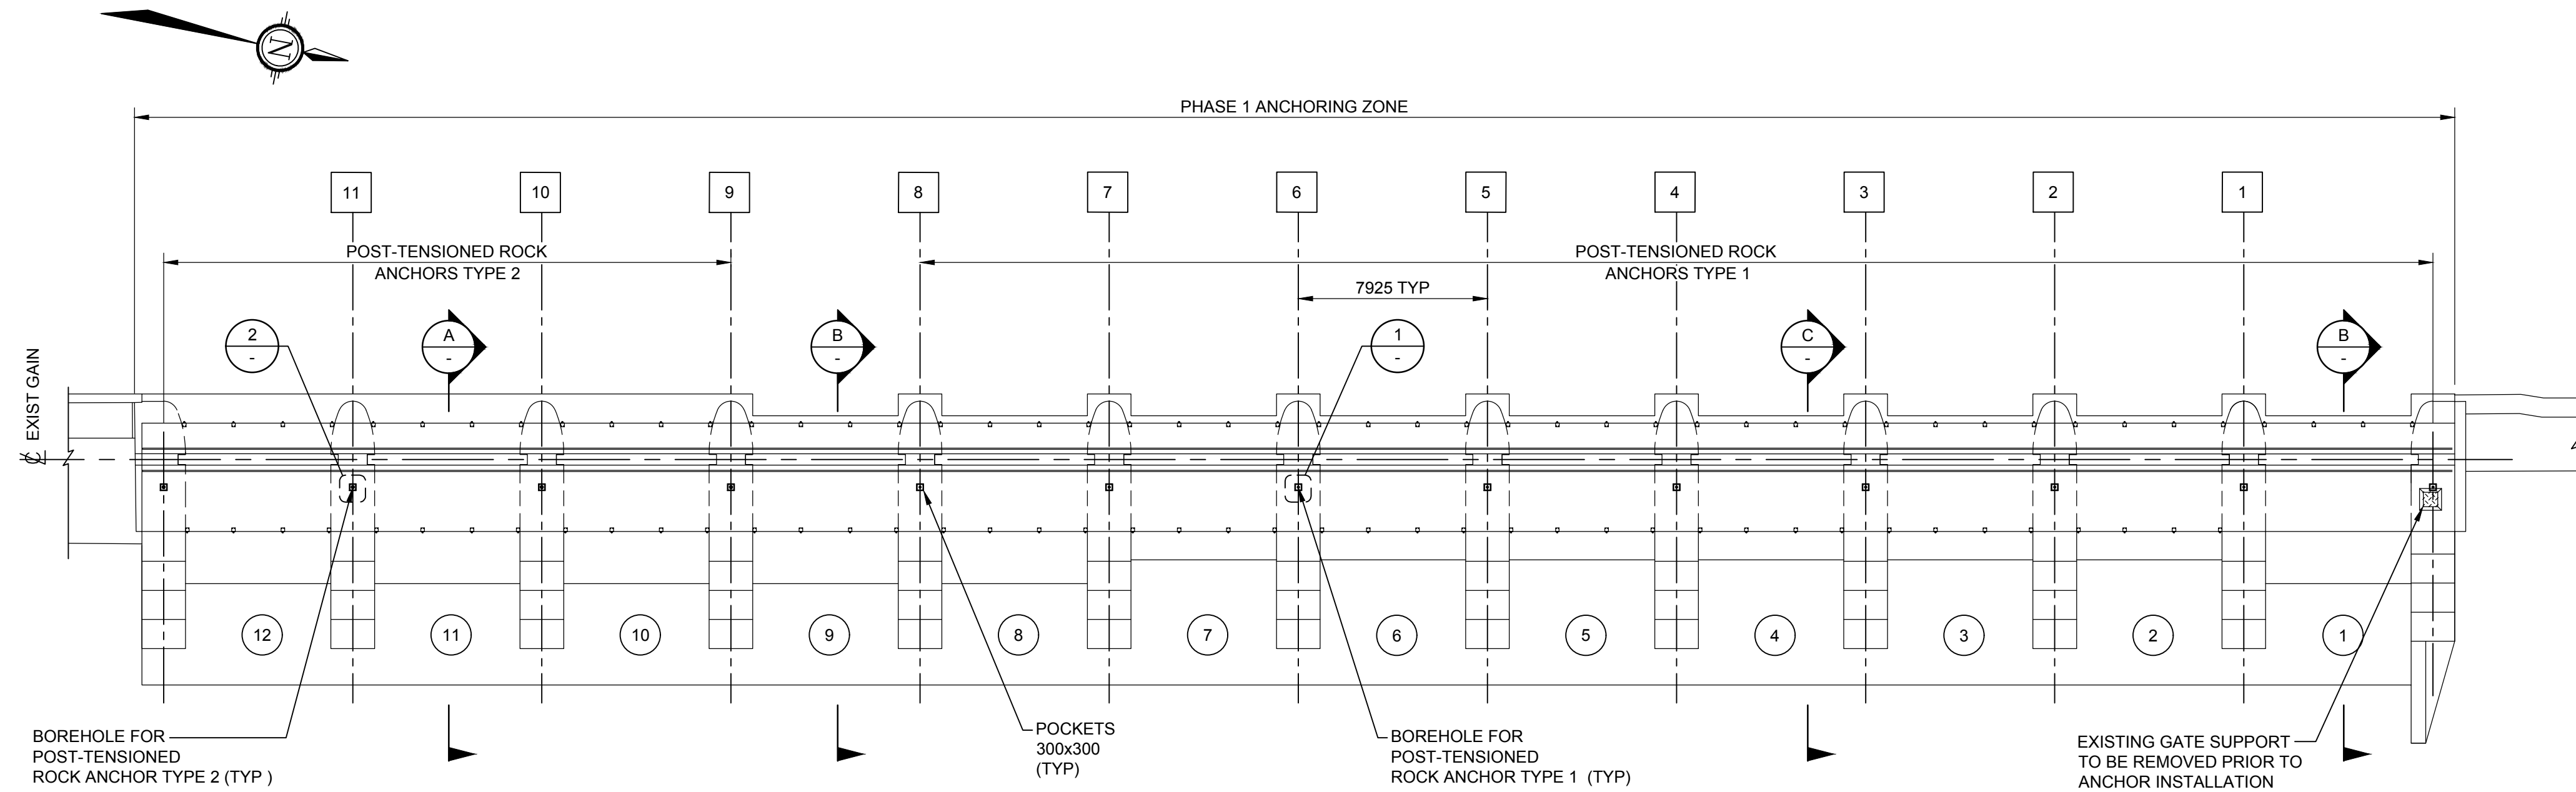 N
PHASE 1 ANCHORING ZONE
11 10 9 8 7 6 5 4 3 2 1
POST-TENSIONED ROCK
ANCHORS TYPE 2
POST-TENSIONED ROCK
ANCHORS TYPE 1
7925 TYP
2
-
A
-
B
-
1
-
C
-
B
-
℄ EXIST GAIN
12 11 10 9 8 7 6 5 4 3 2 1
BOREHOLE FOR
POST-TENSIONED
ROCK ANCHOR TYPE 2 (TYP )
POCKETS
300x300
(TYP)
BOREHOLE FOR
POST-TENSIONED
ROCK ANCHOR TYPE 1 (TYP)
EXISTING GATE SUPPORT
TO BE REMOVED PRIOR TO
ANCHOR INSTALLATION